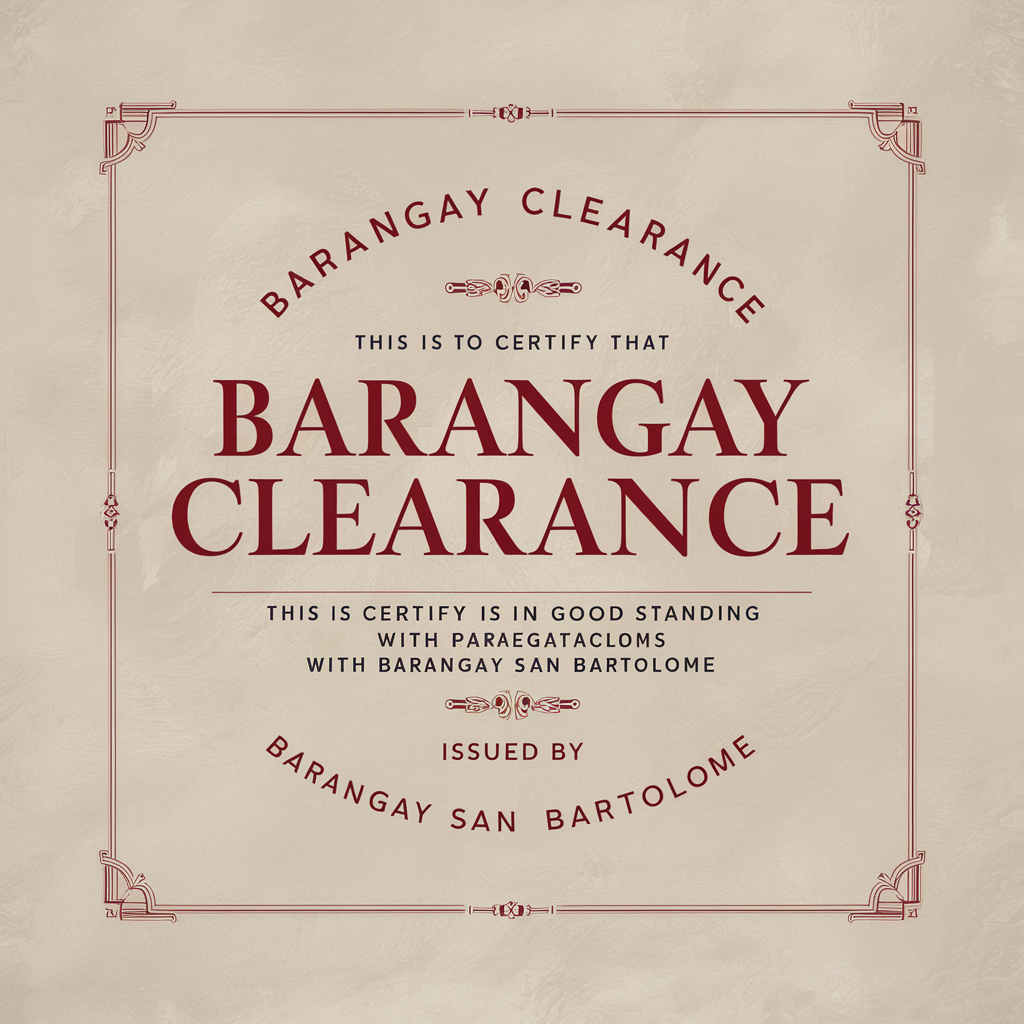 BARANGAY CLEARANCE
THIS IS TO CERTIFY THAT
BARANGAY
CLEARANCE
THIS IS CERTIFY IS IN GOOD STANDING
WITH PARAEGATACLOMS
WITH BARANGAY SAN BARTOLOME
ISSUED BY
BARANGAY SAN BARTOLOME